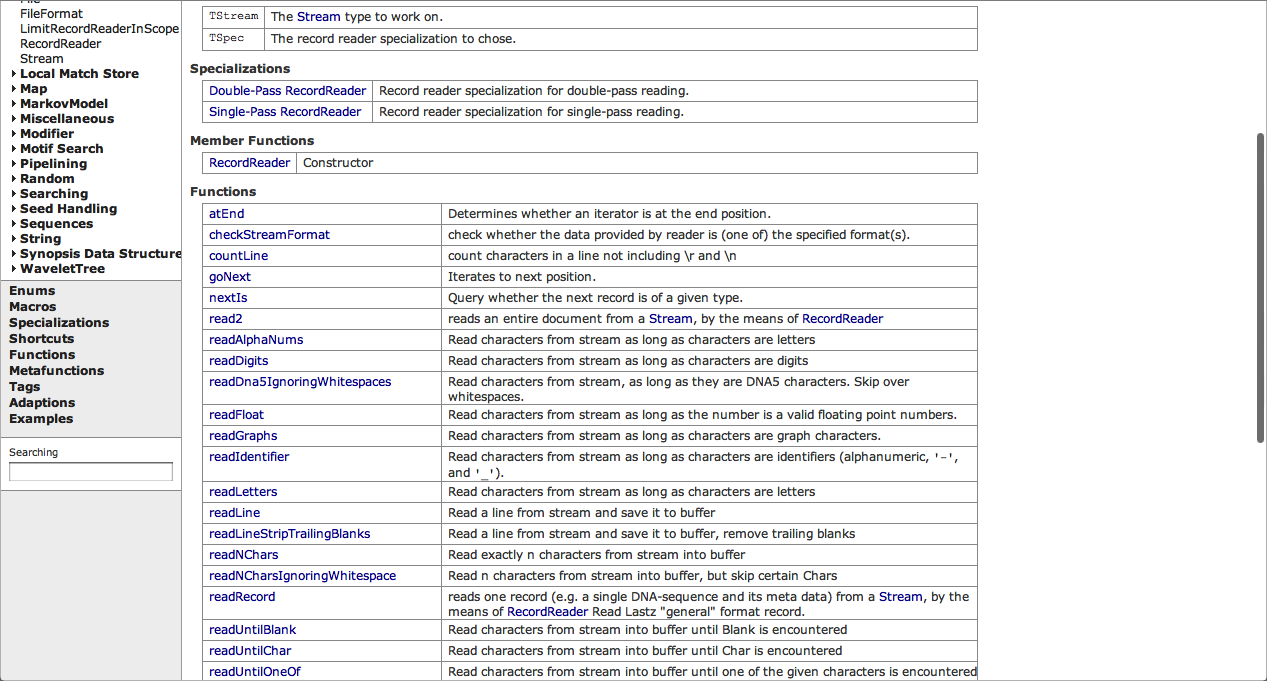 FileFormat
LimitRecordReaderInScope
RecordReader
Stream
Local Match Store
Map
MarkovModel
Miscellaneous
Modifier
Motif Search
Pipelining
Random
Searching
Seed Handling
Sequences
String
Synopsis Data Structure
WaveletTree
Enums
Macros
Specializations
Shortcuts
Functions
Metafunctions
Tags
Adaptions
Examples
Searching
TStream The Stream type to work on.
TSpec The record reader specialization to chose.
Specializations
Double-Pass RecordReader Record reader specialization for double-pass reading.
Single-Pass RecordReader Record reader specialization for single-pass reading.
Member Functions
RecordReader Constructor
Functions
atEnd Determines whether an iterator is at the end position.
checkStreamFormat check whether the data provided by reader is (one of) the specified format(s).
countLine count characters in a line not including \r and \n
goNext Iterates to next position.
nextIs Query whether the next record is of a given type.
read2 reads an entire document from a Stream, by the means of RecordReader
readAlphaNums Read characters from stream as long as characters are letters
readDigits Read characters from stream as long as characters are digits
readDna5IgnoringWhitespaces Read characters from stream, as long as they are DNA5 characters. Skip over
whitespaces.
readFloat Read characters from stream as long as the number is a valid floating point numbers.
readGraphs Read characters from stream as long as characters are graph characters.
readIdentifier Read characters from stream as long as characters are identifiers (alphanumeric, '-',
and '_').
readLetters Read characters from stream as long as characters are letters
readLine Read a line from stream and save it to buffer
readLineStripTrailingBlanks Read a line from stream and save it to buffer, remove trailing blanks
readNChars Read exactly n characters from stream into buffer
readNCharsIgnoringWhitespace Read n characters from stream into buffer, but skip certain Chars
readRecord reads one record (e.g. a single DNA-sequence and its meta data) from a Stream, by the
means of RecordReader Read Lastz "general" format record.
readUntilBlank Read characters from stream into buffer until Blank is encountered
readUntilChar Read characters from stream into buffer until Char is encountered
readUntilOneOf Read characters from stream into buffer until one of the given characters is encountered